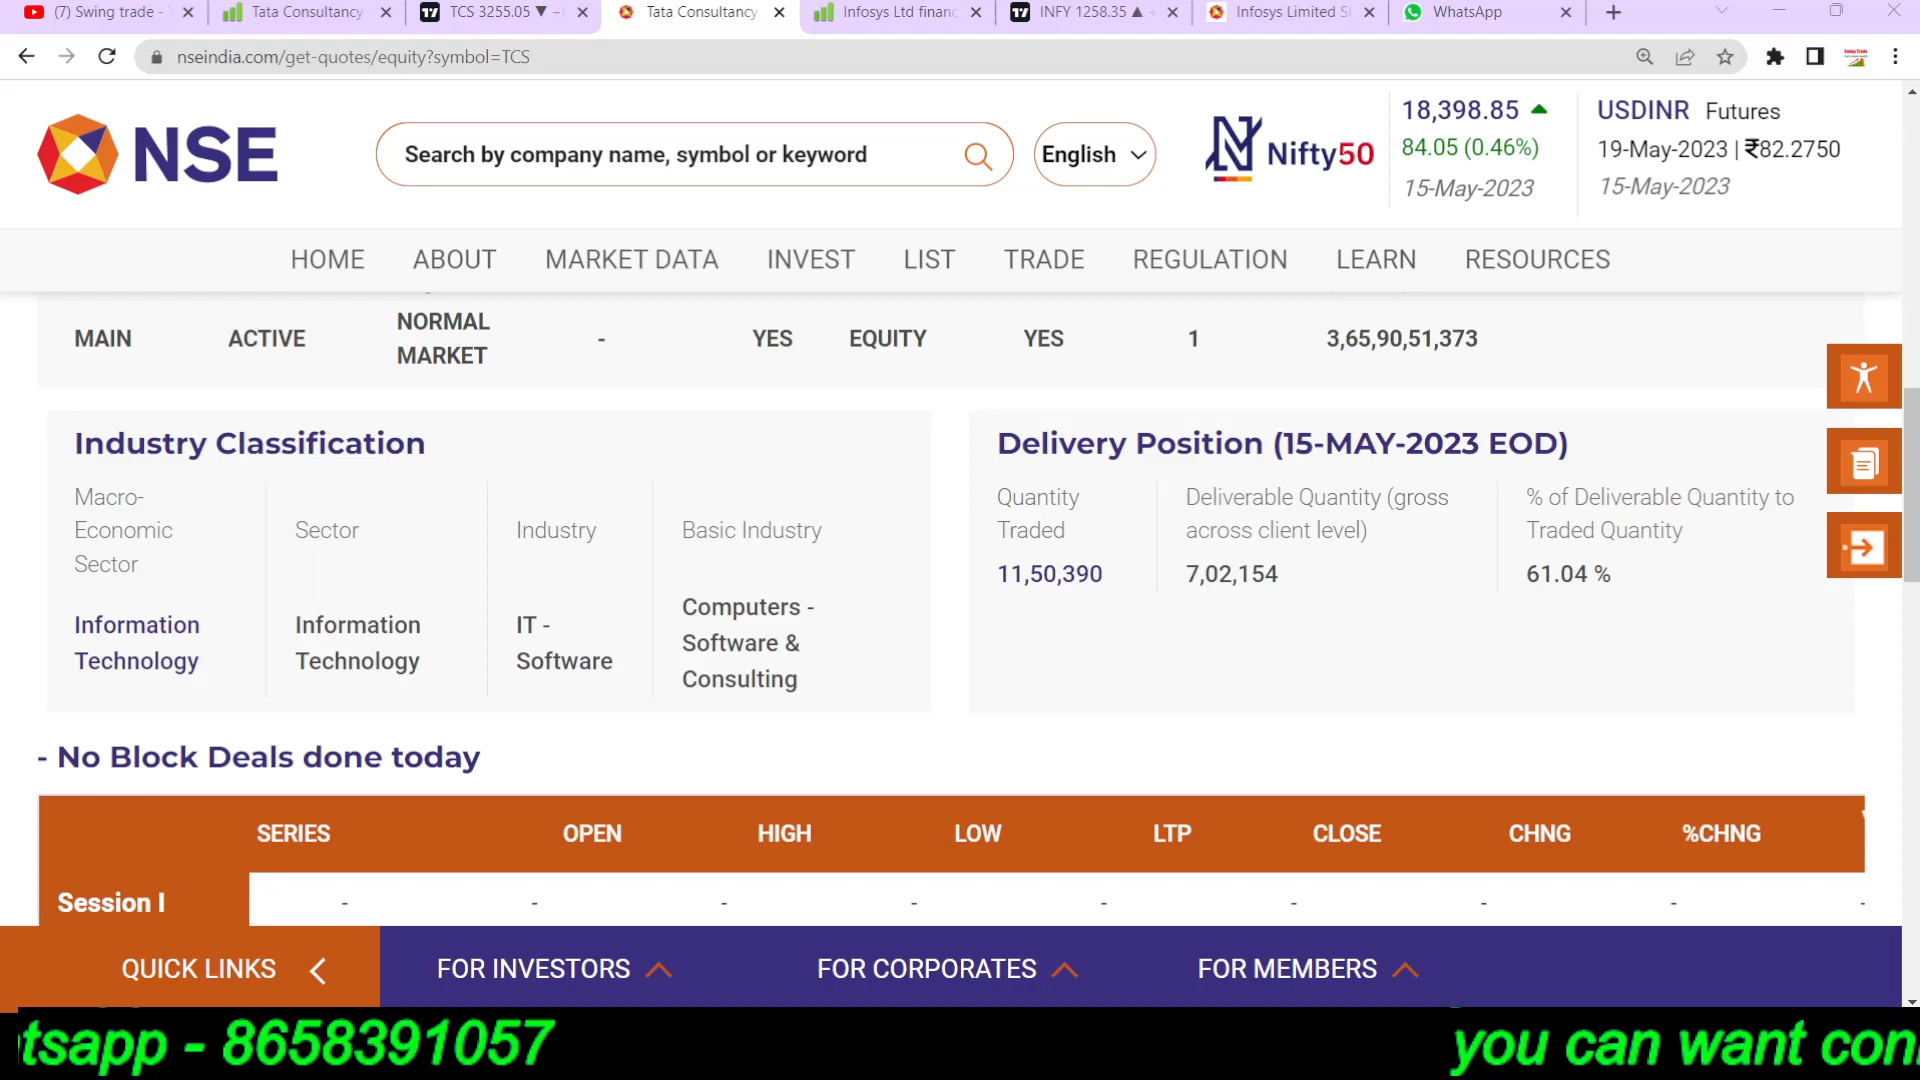 (7) Swing trade -
Tata Consultancy
TCS 3255.05 ▼ −
Tata Consultancy
Infosys Ltd financ
INFY 1258.35 ▲
Infosys Limited S
WhatsApp
nseindia.com/get-quotes/equity?symbol=TCS
NSE
Search by company name, symbol or keyword
English
Nifty50
18,398.85
84.05 (0.46%)
15-May-2023
USDINR Futures
19-May-2023 | ₹82.2750
15-May-2023
HOME ABOUT MARKET DATA INVEST LIST TRADE REGULATION LEARN RESOURCES
MAIN ACTIVE NORMAL MARKET - YES EQUITY YES 1 3,65,90,51,373
Industry Classification
Macro-
Economic
Sector
Sector
Industry
Basic Industry
Information
Technology
Information
Technology
IT -
Software
Computers -
Software &
Consulting
Delivery Position (15-MAY-2023 EOD)
Quantity
Traded
Deliverable Quantity (gross
across client level)
% of Deliverable Quantity to
Traded Quantity
11,50,390 7,02,154 61.04 %
- No Block Deals done today
SERIES OPEN HIGH LOW LTP CLOSE CHNG %CHNG
Session I - - - - - - - - -
QUICK LINKS FOR INVESTORS FOR CORPORATES FOR MEMBERS
tsapp - 8658391057
you can want con